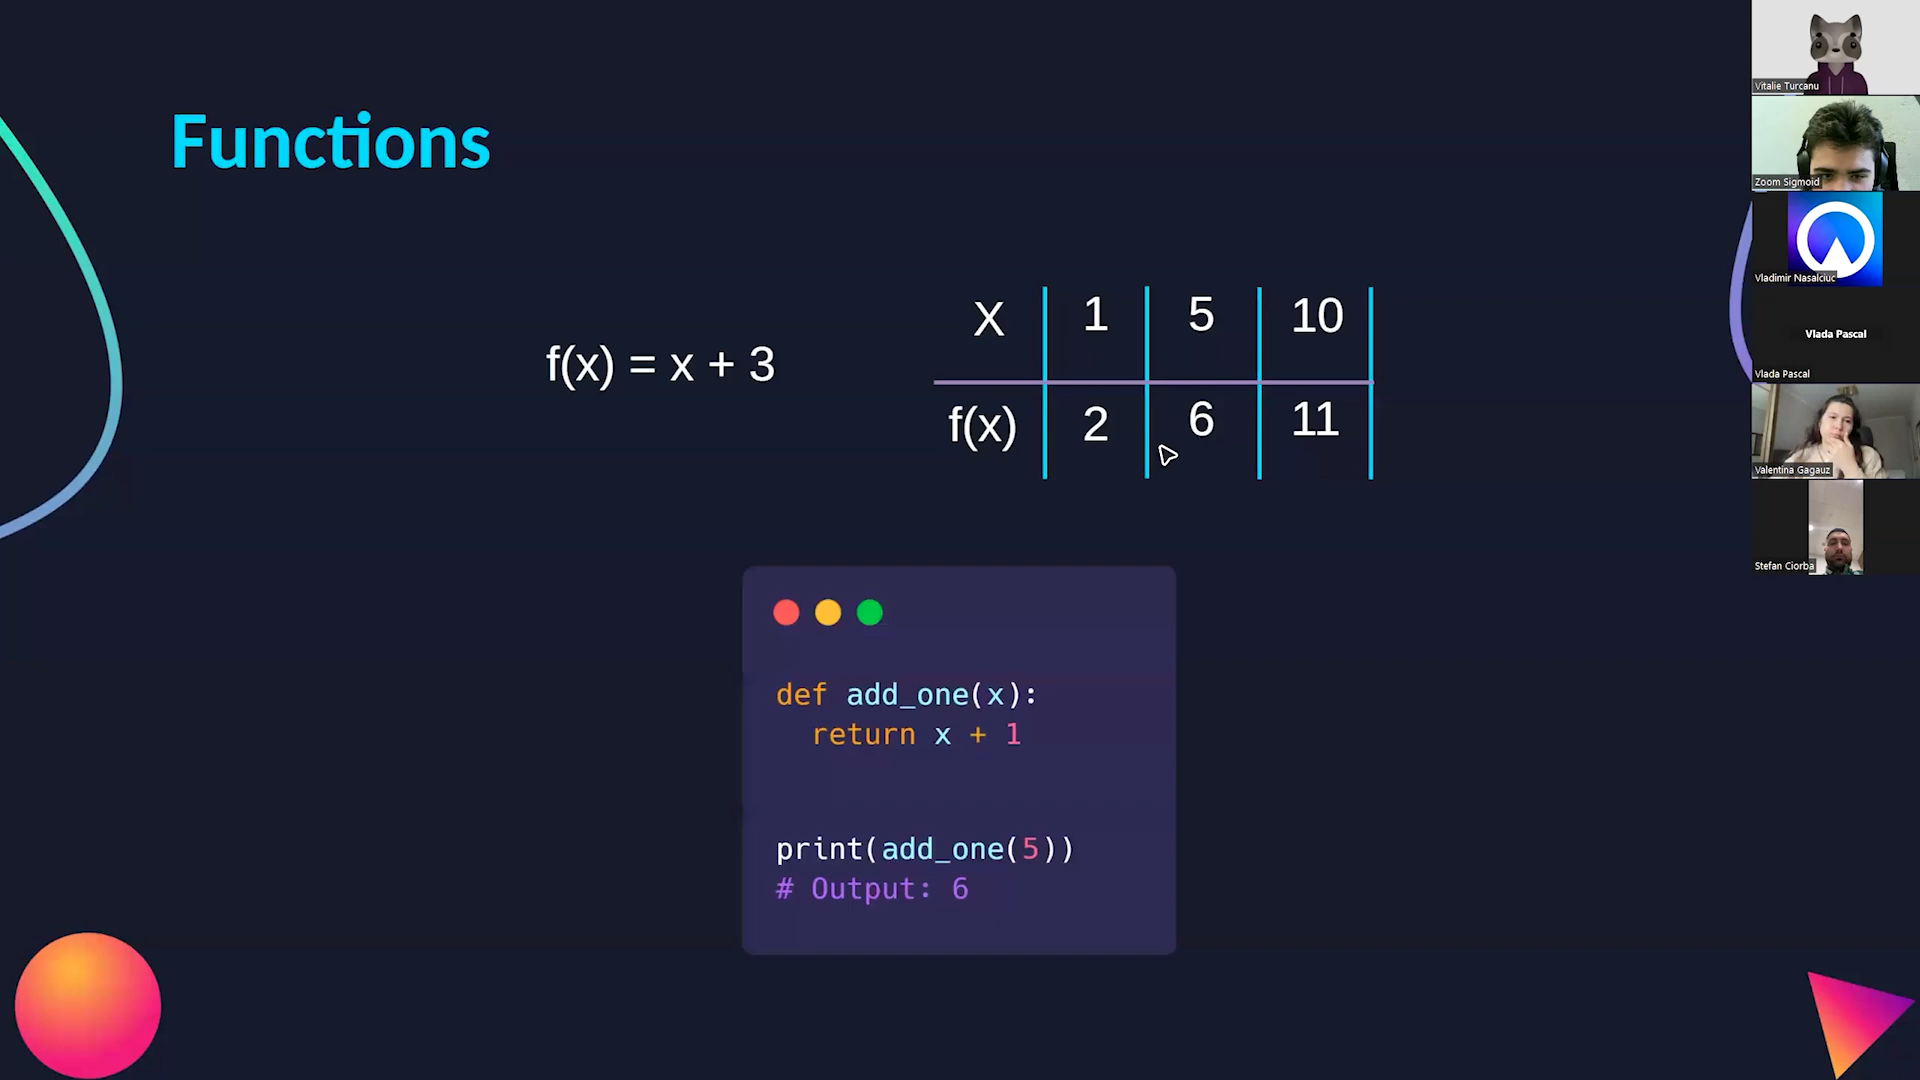 Functions
f(x) = x + 3
X 1 5 10
f(x) 2 6 11
def add_one(x):
return x + 1
print(add_one(5))
# Output: 6
Vitalie Turcanu
Zoom Sigmoid
Vladimir Nasalciuc
Vlada Pascal
Vlada Pascal
Valentina Gagauz
Stefan Ciorba